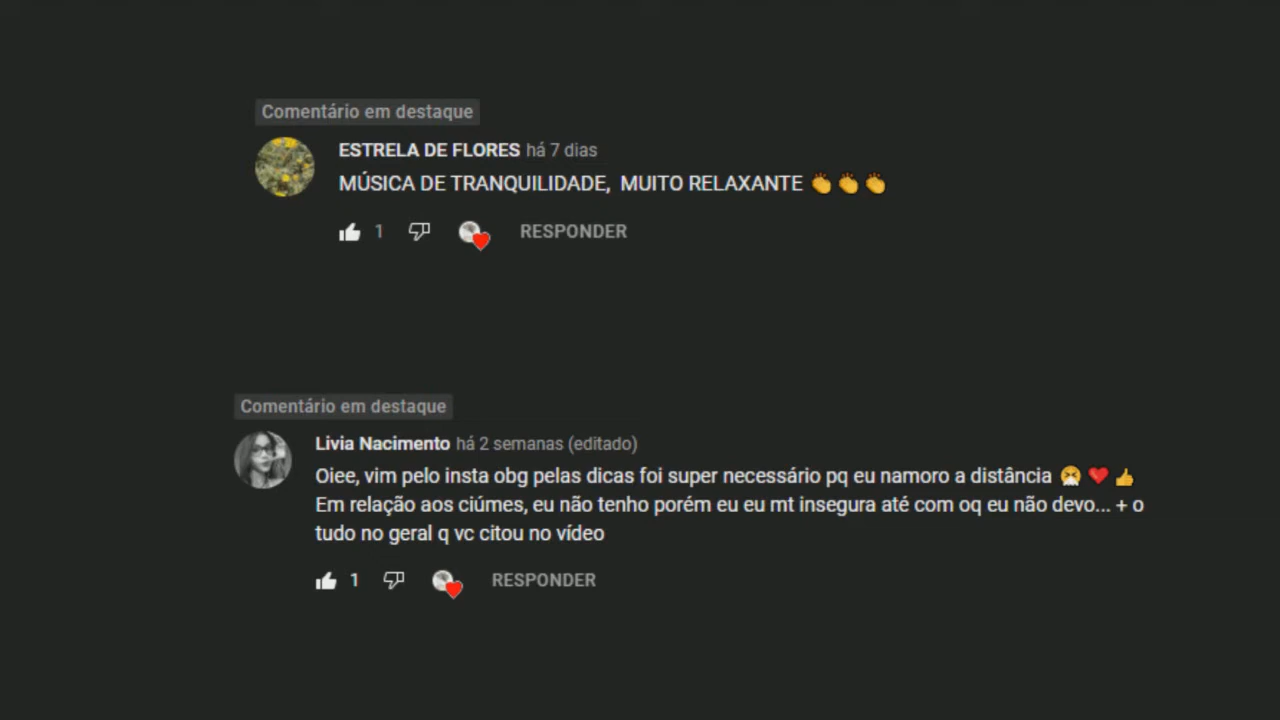 Comentário em destaque
ESTRELA DE FLORES há 7 dias
MÚSICA DE TRANQUILIDADE, MUITO RELAXANTE 👏👏👏
1 RESPONDER
Comentário em destaque
Livia Nacimento há 2 semanas (editado)
Oiee, vim pelo insta obg pelas dicas foi super necessário pq eu namoro a distância 😤❤️👍
Em relação aos ciúmes, eu não tenho porém eu eu mt insegura até com oq eu não devo... + o
tudo no geral q vc citou no vídeo
1 RESPONDER